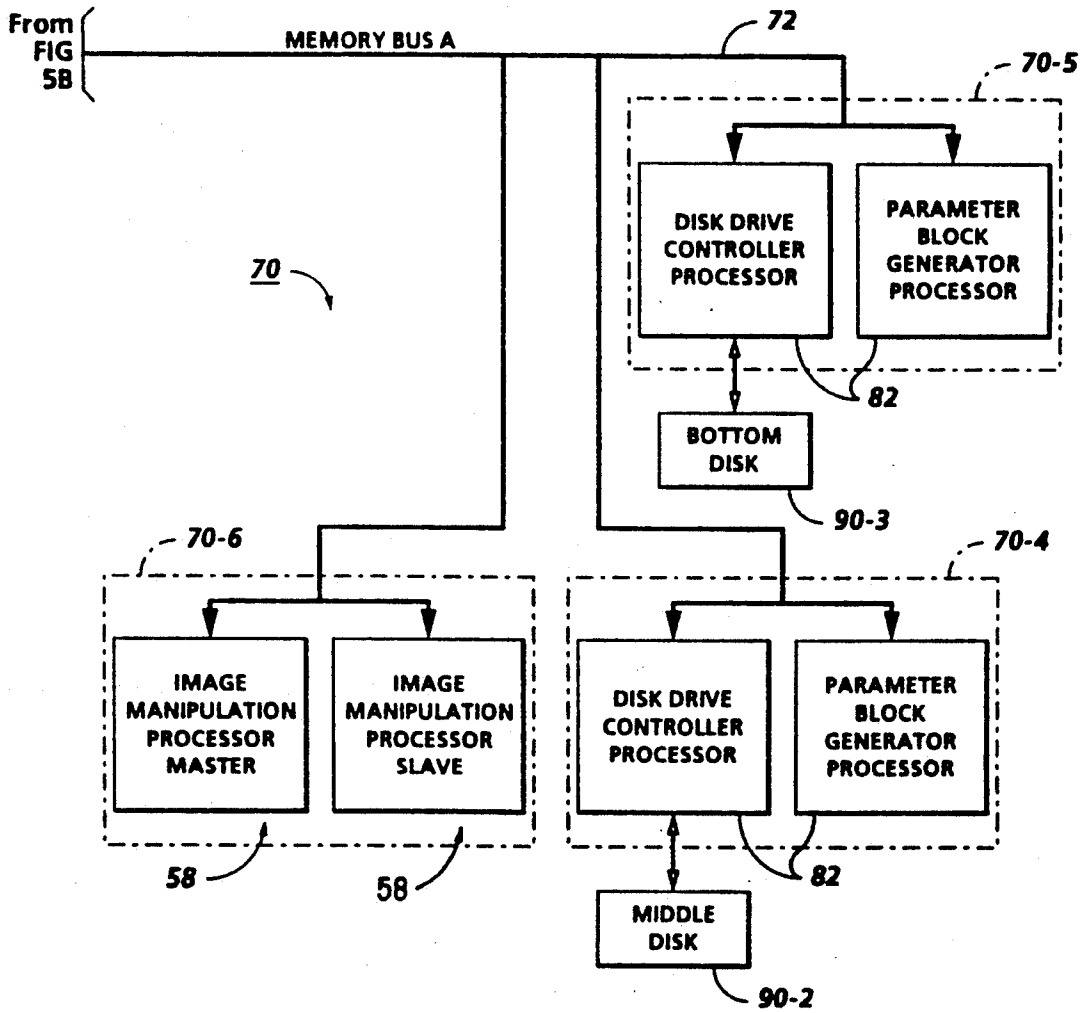 From
FIG
5B
MEMORY BUS A
72
70-5
DISK DRIVE
CONTROLLER
PROCESSOR
PARAMETER
BLOCK
GENERATOR
PROCESSOR
70
82
BOTTOM
DISK
90-3
70-6
70-4
IMAGE
MANIPULATION
PROCESSOR
MASTER
IMAGE
MANIPULATION
PROCESSOR
SLAVE
DISK DRIVE
CONTROLLER
PROCESSOR
PARAMETER
BLOCK
GENERATOR
PROCESSOR
58
58
82
MIDDLE
DISK
90-2